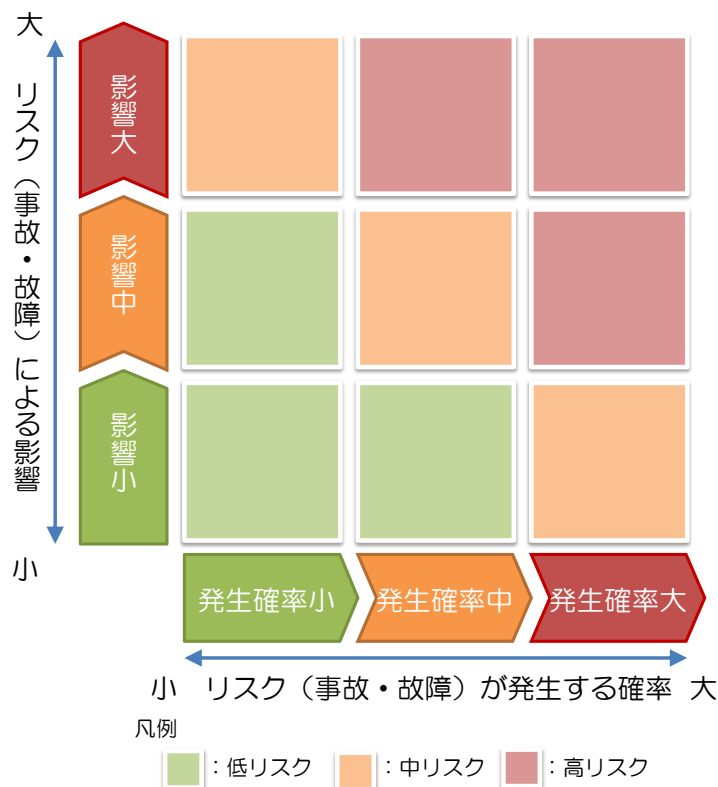 大
リスク（事故・故障）による影響
小
影響大
影響中
影響小
発生確率小
発生確率中
発生確率大
小 リスク（事故・故障）が発生する確率 大
凡例
：低リスク
：中リスク
：高リスク